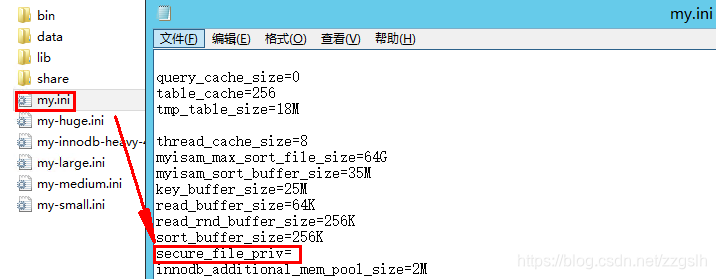 bin
data
lib
share
my.ini
my-huge.ini
my-innodb-heavy-4
my-large.ini
my-medium.ini
my-small.ini
my.ini
文件(F) 编辑(E) 格式(O) 查看(V) 帮助(H)
query_cache_size=0
table_cache=256
tmp_table_size=18M
thread_cache_size=8
myisam_max_sort_file_size=64G
myisam_sort_buffer_size=35M
key_buffer_size=25M
read_buffer_size=64K
read_rnd_buffer_size=256K
sort_buffer_size=256K
secure_file_priv=
innodb_additional_mem_pool_size=2M
https://blog.csdn.net/zzgslh